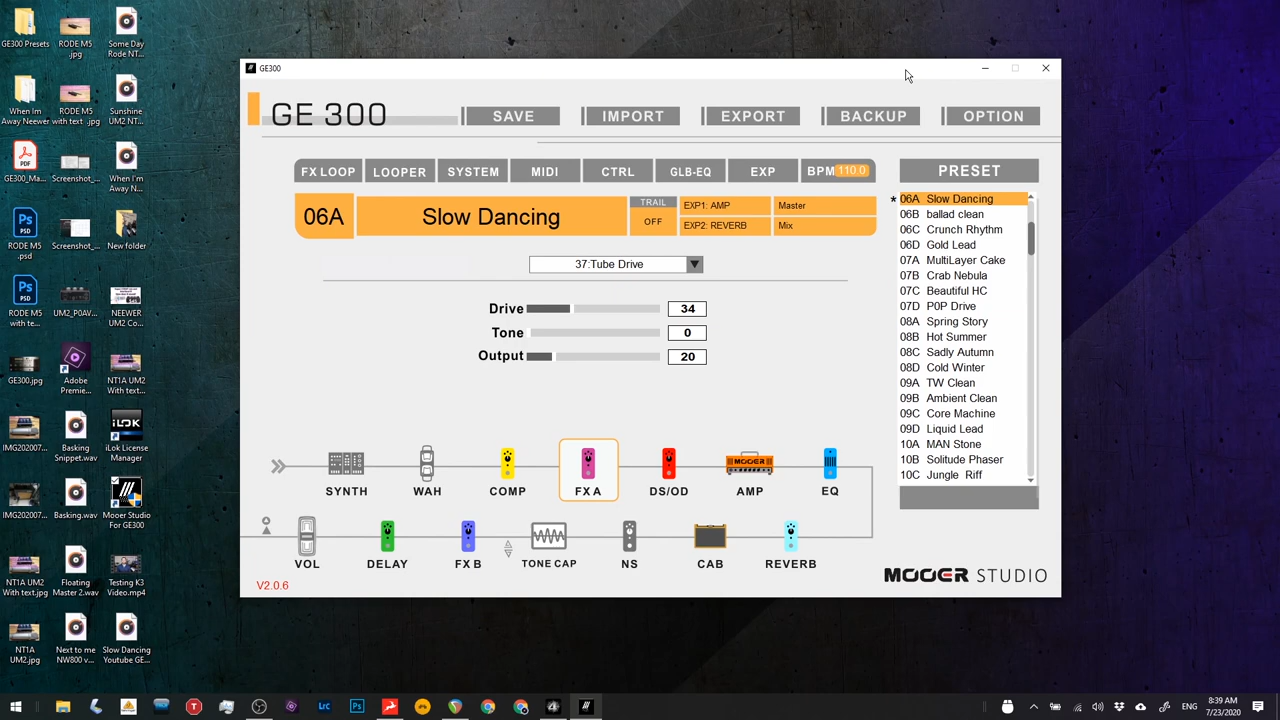 GE300 Presets
RODE M5
.jpg
Some Day
Rode NT...
When Im
Away Neewer
RODE M5
with text .jpg
Sunshine
UM2 NT...
GE300_Ma...
Screenshot_...
When I'm
Away N...
RODE M5
.psd
Screenshot_...
New folder
RODE M5
with te...
UM2_P0AV...
NEEWER
UM2 Co...
GE300.jpg
Adobe
Premie...
NT1A UM2
With text...
IMG202007...
Basking
Snippet.wav
iLOK
iLok License
Manager
IMG202007...
Basking.wav
Mooer Studio
For GE300
NT1A UM2
With text.jpg
Floating
Master 2.wav
Testing K3
Video.mp4
NT1A
UM2.jpg
Next to me
NW800 v...
Slow Dancing
Youtube GE...
GE300
GE 300
SAVE
IMPORT
EXPORT
BACKUP
OPTION
FX LOOP
LOOPER
SYSTEM
MIDI
CTRL
GLB-EQ
EXP
BPM 110.0
PRESET
06A
Slow Dancing
TRAIL
OFF
EXP1: AMP
Master
EXP2: REVERB
Mix
37:Tube Drive
Drive 34
Tone 0
Output 20
* 06A Slow Dancing
06B ballad clean
06C Crunch Rhythm
06D Gold Lead
07A MultiLayer Cake
07B Crab Nebula
07C Beautiful HC
07D P0P Drive
08A Spring Story
08B Hot Summer
08C Sadly Autumn
08D Cold Winter
09A TW Clean
09B Ambient Clean
09C Core Machine
09D Liquid Lead
10A MAN Stone
10B Solitude Phaser
10C Jungle Riff
SYNTH
WAH
COMP
FX A
DS/OD
MOOER
AMP
EQ
VOL
DELAY
FX B
TONE CAP
NS
CAB
REVERB
V2.0.6
MOOER STUDIO
Lrc
Ps
ENG
8:39 AM
7/23/2020